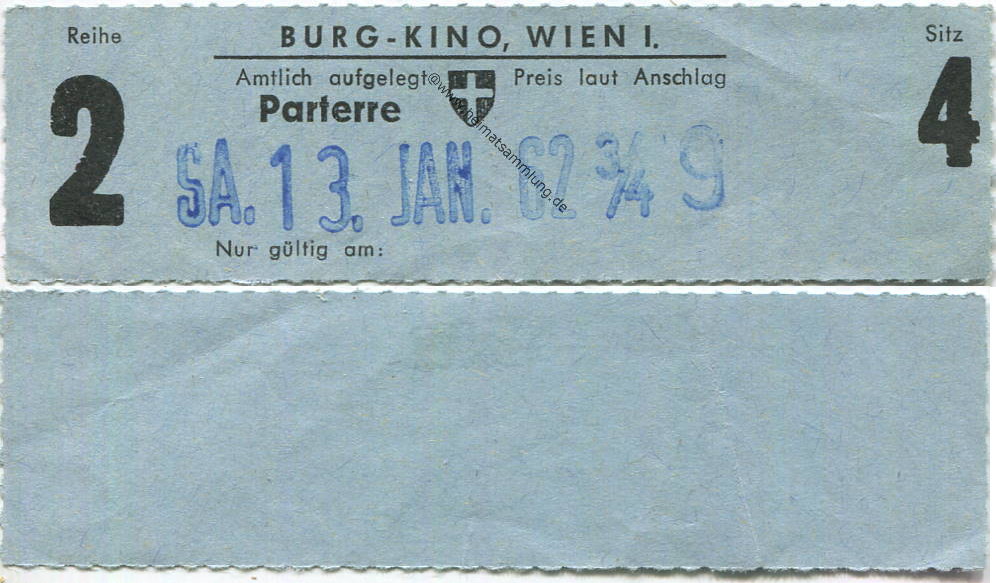 Reihe BURG-KINO, WIEN I. Sitz
Amtlich aufgelegt Preis laut Anschlag
Parterre
2 4
SA. 13. JAN. 62 3/4 9
Nur gültig am:
@www.heimatsammlung.de